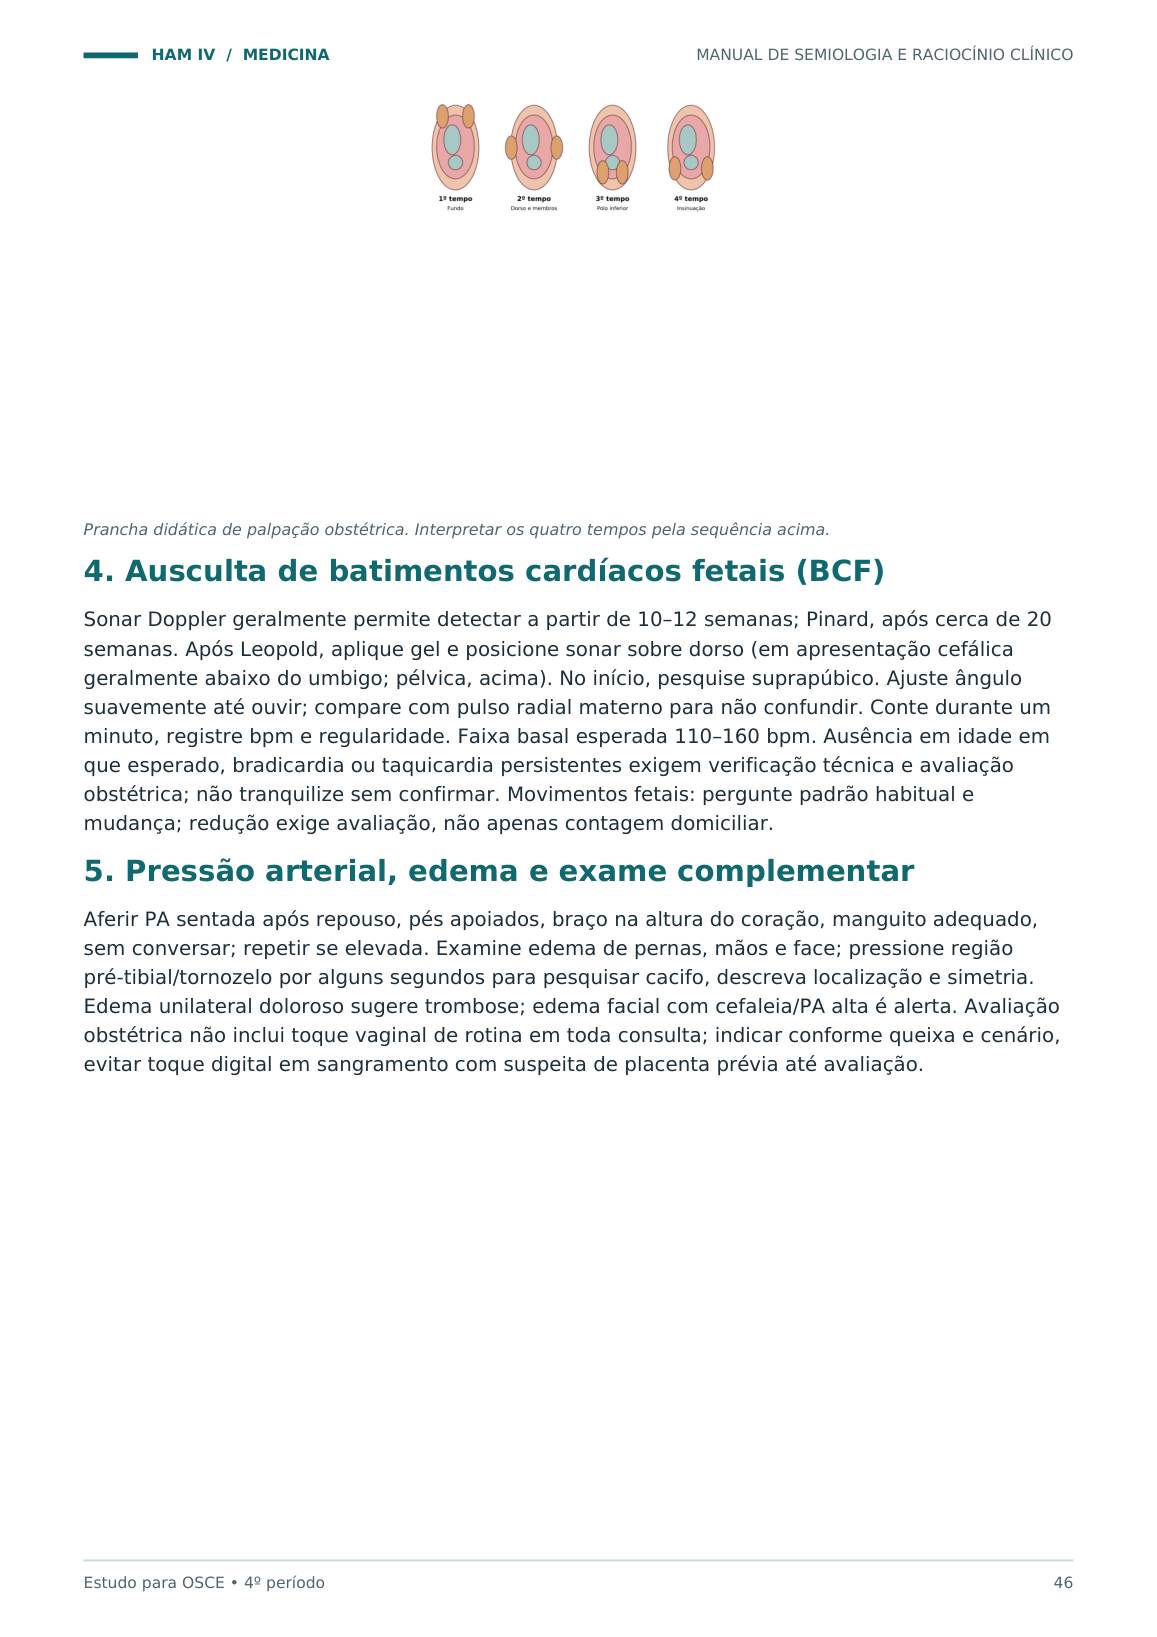 HAM IV / MEDICINA
MANUAL DE SEMIOLOGIA E RACIOCÍNIO CLÍNICO
1º tempo
Fundo
2º tempo
Dorso e membros
3º tempo
Polo inferior
4º tempo
Insinuação
Prancha didática de palpação obstétrica. Interpretar os quatro tempos pela sequência acima.
4. Ausculta de batimentos cardíacos fetais (BCF)
Sonar Doppler geralmente permite detectar a partir de 10–12 semanas; Pinard, após cerca de 20
semanas. Após Leopold, aplique gel e posicione sonar sobre dorso (em apresentação cefálica
geralmente abaixo do umbigo; pélvica, acima). No início, pesquise suprapúbico. Ajuste ângulo
suavemente até ouvir; compare com pulso radial materno para não confundir. Conte durante um
minuto, registre bpm e regularidade. Faixa basal esperada 110–160 bpm. Ausência em idade em
que esperado, bradicardia ou taquicardia persistentes exigem verificação técnica e avaliação
obstétrica; não tranquilize sem confirmar. Movimentos fetais: pergunte padrão habitual e
mudança; redução exige avaliação, não apenas contagem domiciliar.
5. Pressão arterial, edema e exame complementar
Aferir PA sentada após repouso, pés apoiados, braço na altura do coração, manguito adequado,
sem conversar; repetir se elevada. Examine edema de pernas, mãos e face; pressione região
pré-tibial/tornozelo por alguns segundos para pesquisar cacifo, descreva localização e simetria.
Edema unilateral doloroso sugere trombose; edema facial com cefaleia/PA alta é alerta. Avaliação
obstétrica não inclui toque vaginal de rotina em toda consulta; indicar conforme queixa e cenário,
evitar toque digital em sangramento com suspeita de placenta prévia até avaliação.
Estudo para OSCE • 4º período
46